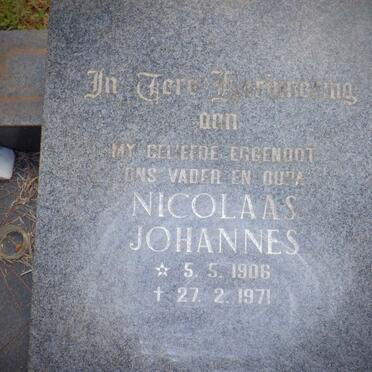 In Tere Herinnering
aan
MY GELIEFDE EGGENOOT
ONS VADER EN OUPA
NICOLAAS
JOHANNES
☆ 5. 5. 1906
† 27. 2. 1971